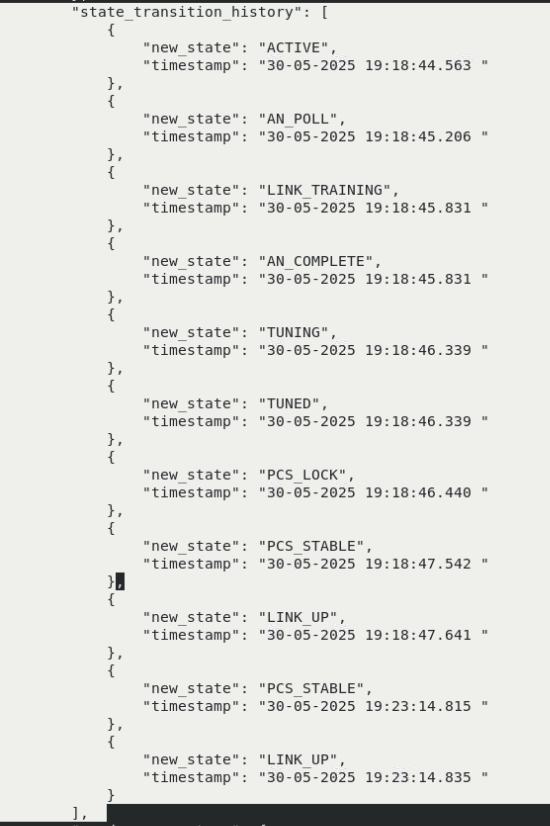 "state_transition_history": [
{
"new_state": "ACTIVE",
"timestamp": "30-05-2025 19:18:44.563 "
},
{
"new_state": "AN_POLL",
"timestamp": "30-05-2025 19:18:45.206 "
},
{
"new_state": "LINK_TRAINING",
"timestamp": "30-05-2025 19:18:45.831 "
},
{
"new_state": "AN_COMPLETE",
"timestamp": "30-05-2025 19:18:45.831 "
},
{
"new_state": "TUNING",
"timestamp": "30-05-2025 19:18:46.339 "
},
{
"new_state": "TUNED",
"timestamp": "30-05-2025 19:18:46.339 "
},
{
"new_state": "PCS_LOCK",
"timestamp": "30-05-2025 19:18:46.440 "
},
{
"new_state": "PCS_STABLE",
"timestamp": "30-05-2025 19:18:47.542 "
},
{
"new_state": "LINK_UP",
"timestamp": "30-05-2025 19:18:47.641 "
},
{
"new_state": "PCS_STABLE",
"timestamp": "30-05-2025 19:23:14.815 "
},
{
"new_state": "LINK_UP",
"timestamp": "30-05-2025 19:23:14.835 "
}
],